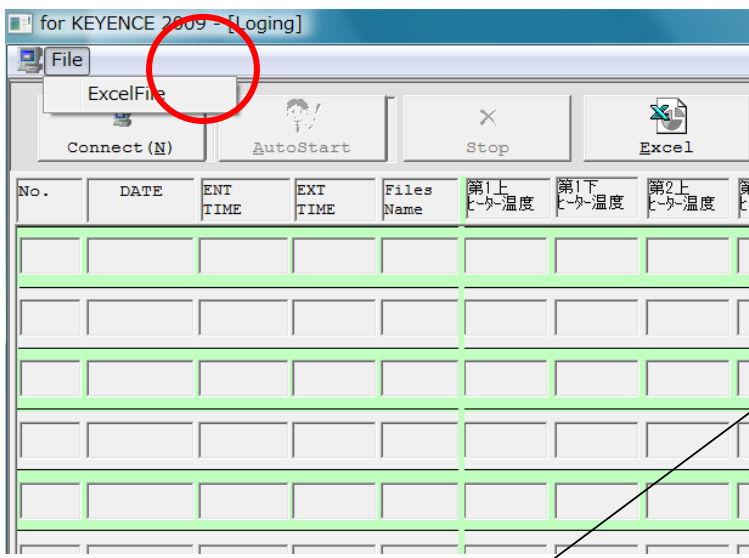 for KEYENCE 2009 - [Loging]
File
ExcelFile
Connect(N) AutoStart Stop Excel
No. DATE ENT TIME EXT TIME Files Name 第1上 ヒーター温度 第1下 ヒーター温度 第2上 ヒーター温度